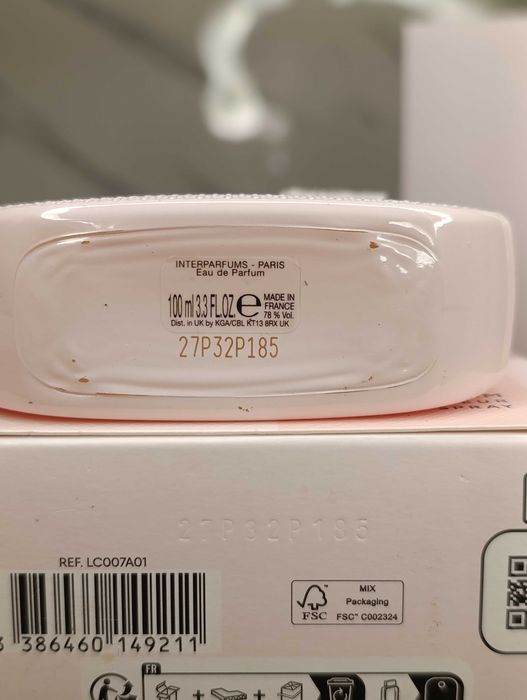 INTERPARFUMS - PARIS
Eau de Parfum
100 ml 3.3 FL.OZ. e MADE IN
FRANCE
78 % Vol.
Dist. in UK by KGA/CBL KT13 8RX UK
27P32P185
SPRAY
27P32P185
REF. LC007A01
3 386460 149211
FSC
MIX
Packaging
FSC™ C002324
FR
+ +